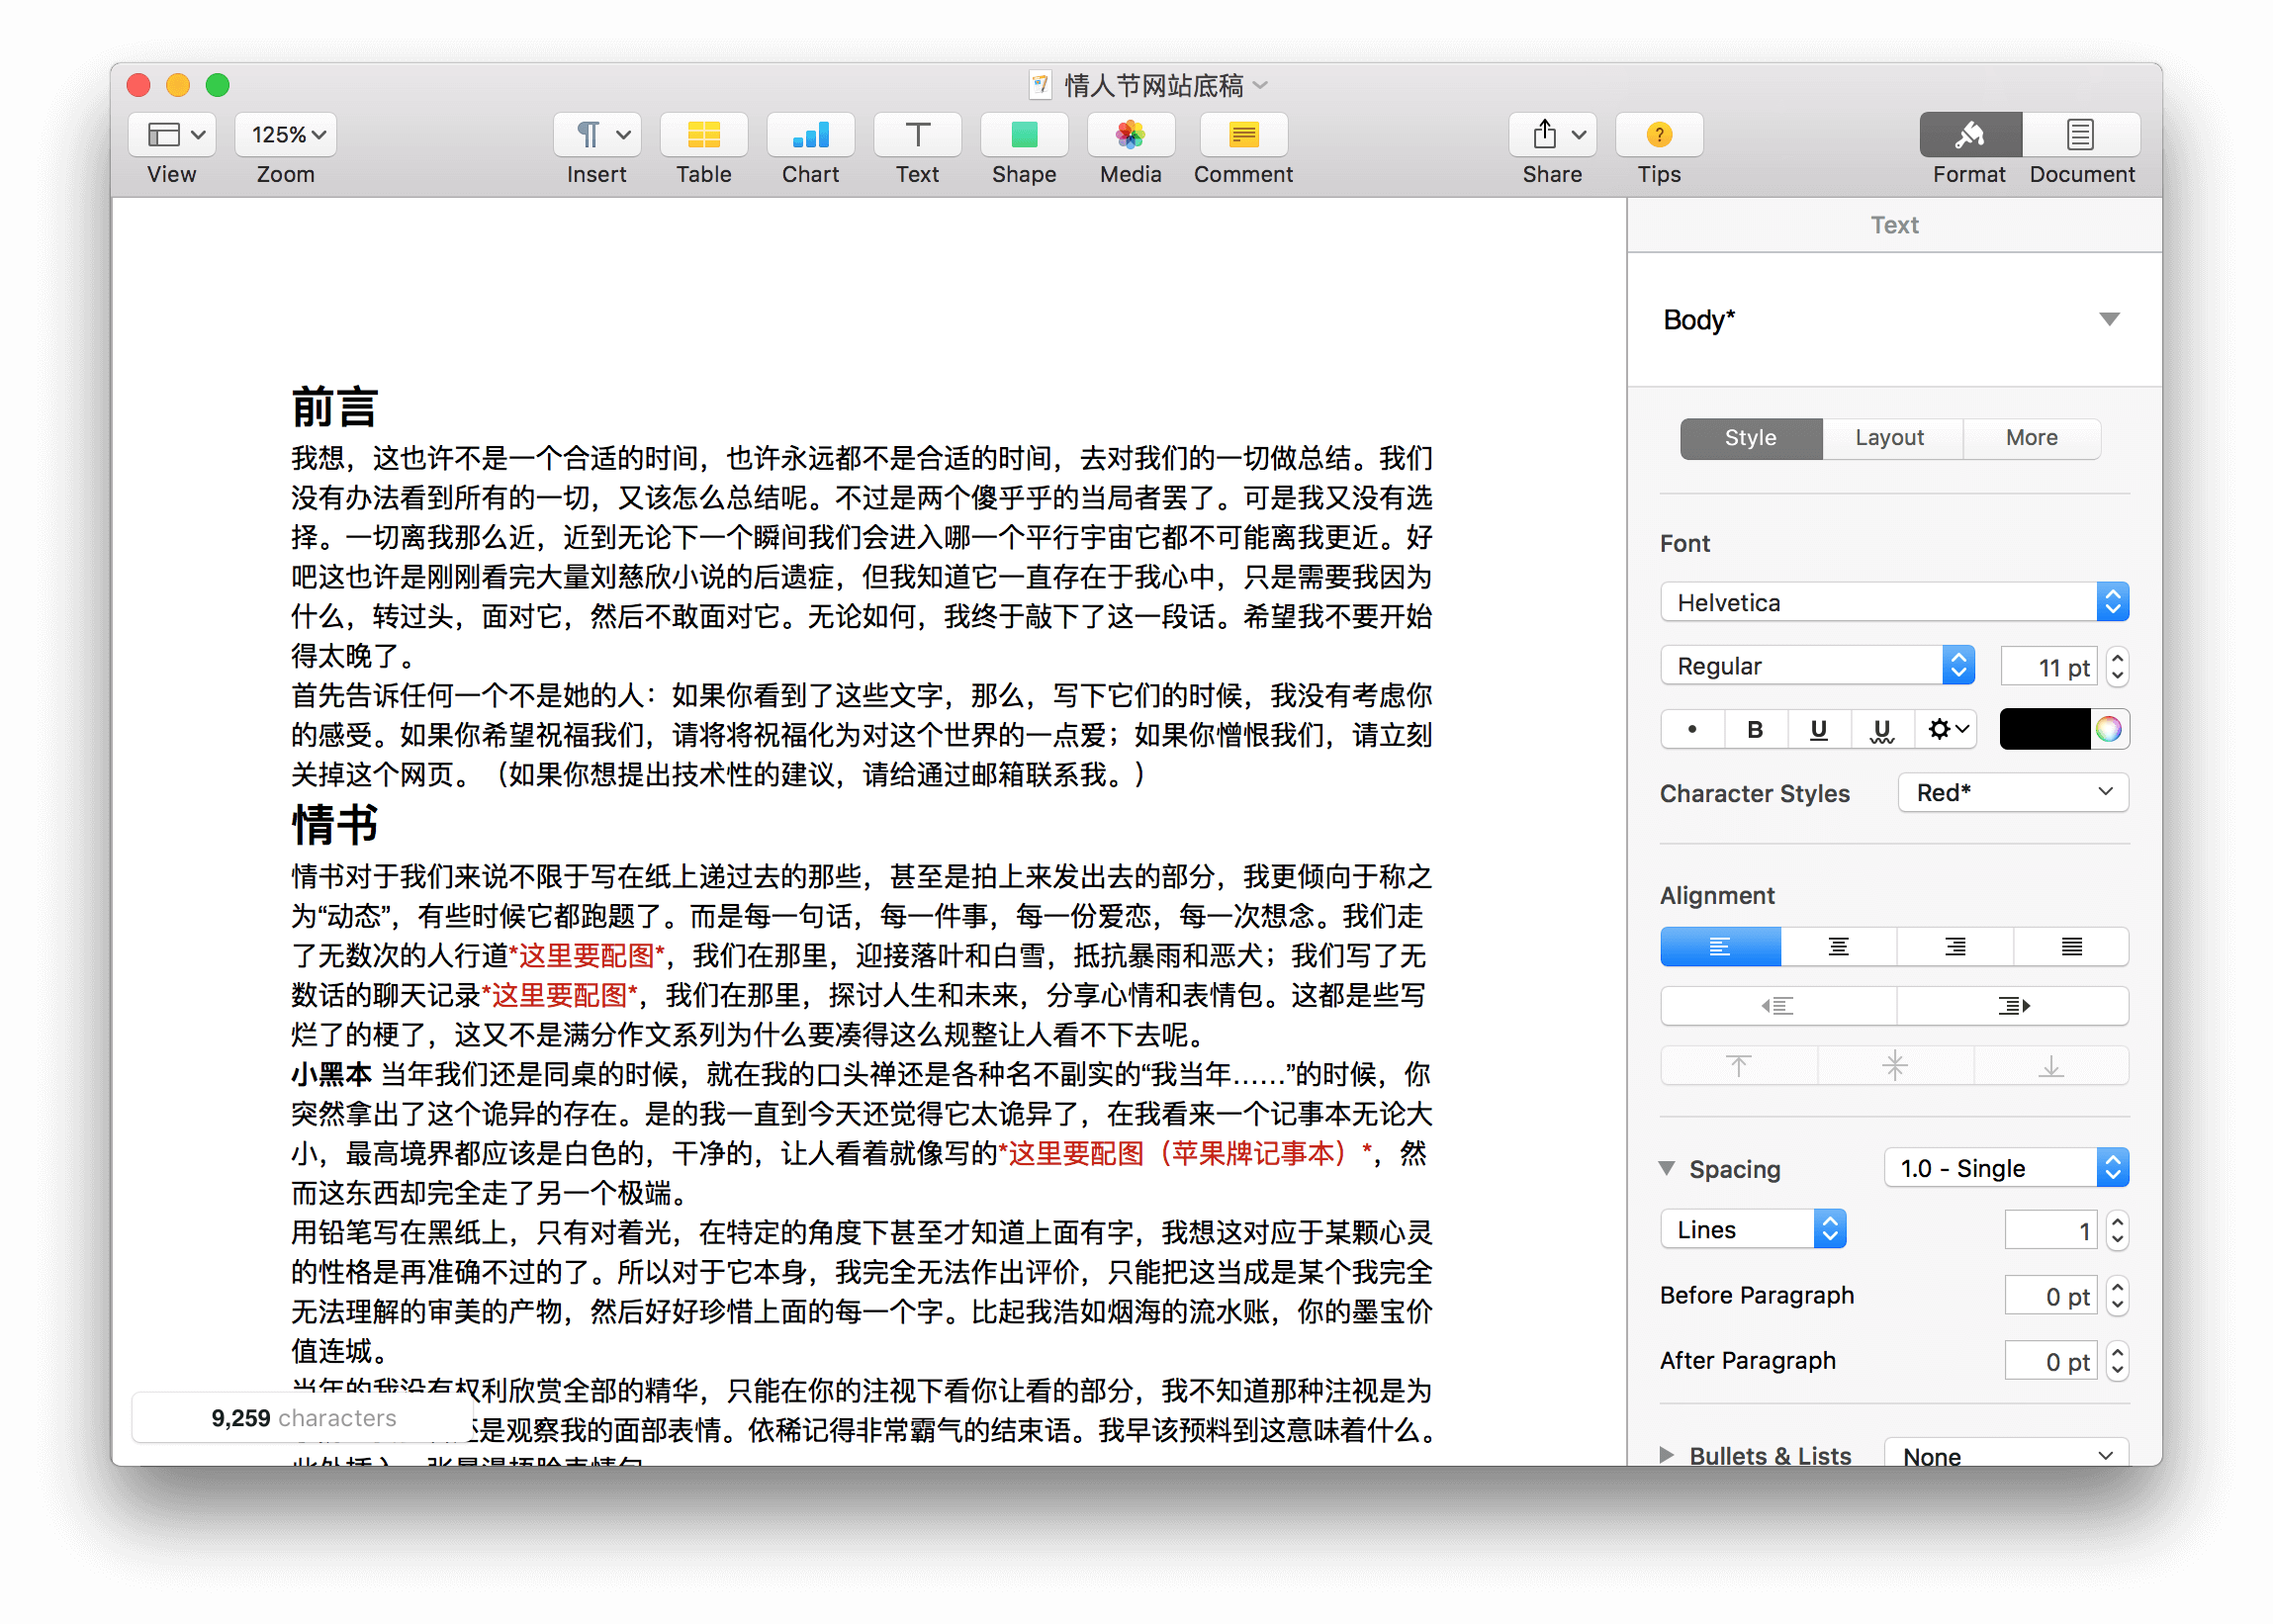 情人节网站底稿
125%
View
Zoom
Insert
Table
Chart
Text
Shape
Media
Comment
Share
Tips
Format
Document
前言
我想，这也许不是一个合适的时间，也许永远都不是合适的时间，去对我们的一切做总结。我们
没有办法看到所有的一切，又该怎么总结呢。不过是两个傻乎乎的当局者罢了。可是我又没有选
择。一切离我那么近，近到无论下一个瞬间我们会进入哪一个平行宇宙它都不可能离我更近。好
吧这也许是刚刚看完大量刘慈欣小说的后遗症，但我知道它一直存在于我心中，只是需要我因为
什么，转过头，面对它，然后不敢面对它。无论如何，我终于敲下了这一段话。希望我不要开始
得太晚了。
首先告诉任何一个不是她的人：如果你看到了这些文字，那么，写下它们的时候，我没有考虑你
的感受。如果你希望祝福我们，请将将祝福化为对这个世界的一点爱；如果你憎恨我们，请立刻
关掉这个网页。（如果你想提出技术性的建议，请给通过邮箱联系我。）
情书
情书对于我们来说不限于写在纸上递过去的那些，甚至是拍上来发出去的部分，我更倾向于称之
为“动态”，有些时候它都跑题了。而是每一句话，每一件事，每一份爱恋，每一次想念。我们走
了无数次的人行道*这里要配图*，我们在那里，迎接落叶和白雪，抵抗暴雨和恶犬；我们写了无
数话的聊天记录*这里要配图*，我们在那里，探讨人生和未来，分享心情和表情包。这都是些写
烂了的梗了，这又不是满分作文系列为什么要凑得这么规整让人看不下去呢。
小黑本 当年我们还是同桌的时候，就在我的口头禅还是各种名不副实的“我当年……”的时候，你
突然拿出了这个诡异的存在。是的我一直到今天还觉得它太诡异了，在我看来一个记事本无论大
小，最高境界都应该是白色的，干净的，让人看着就像写的*这里要配图（苹果牌记事本）*，然
而这东西却完全走了另一个极端。
用铅笔写在黑纸上，只有对着光，在特定的角度下甚至才知道上面有字，我想这对应于某颗心灵
的性格是再准确不过的了。所以对于它本身，我完全无法作出评价，只能把这当成是某个我完全
无法理解的审美的产物，然后好好珍惜上面的每一个字。比起我浩如烟海的流水账，你的墨宝价
值连城。
当年的我没有权利欣赏全部的精华，只能在你的注视下看你让看的部分，我不知道那种注视是为
还是观察我的面部表情。依稀记得非常霸气的结束语。我早该预料到这意味着什么。
9,259 characters
Text
Body*
Style
Layout
More
Font
Helvetica
Regular
11 pt
B
U
U
Character Styles
Red*
Alignment
Spacing
1.0 - Single
Lines
1
Before Paragraph
0 pt
After Paragraph
0 pt
Bullets & Lists
None